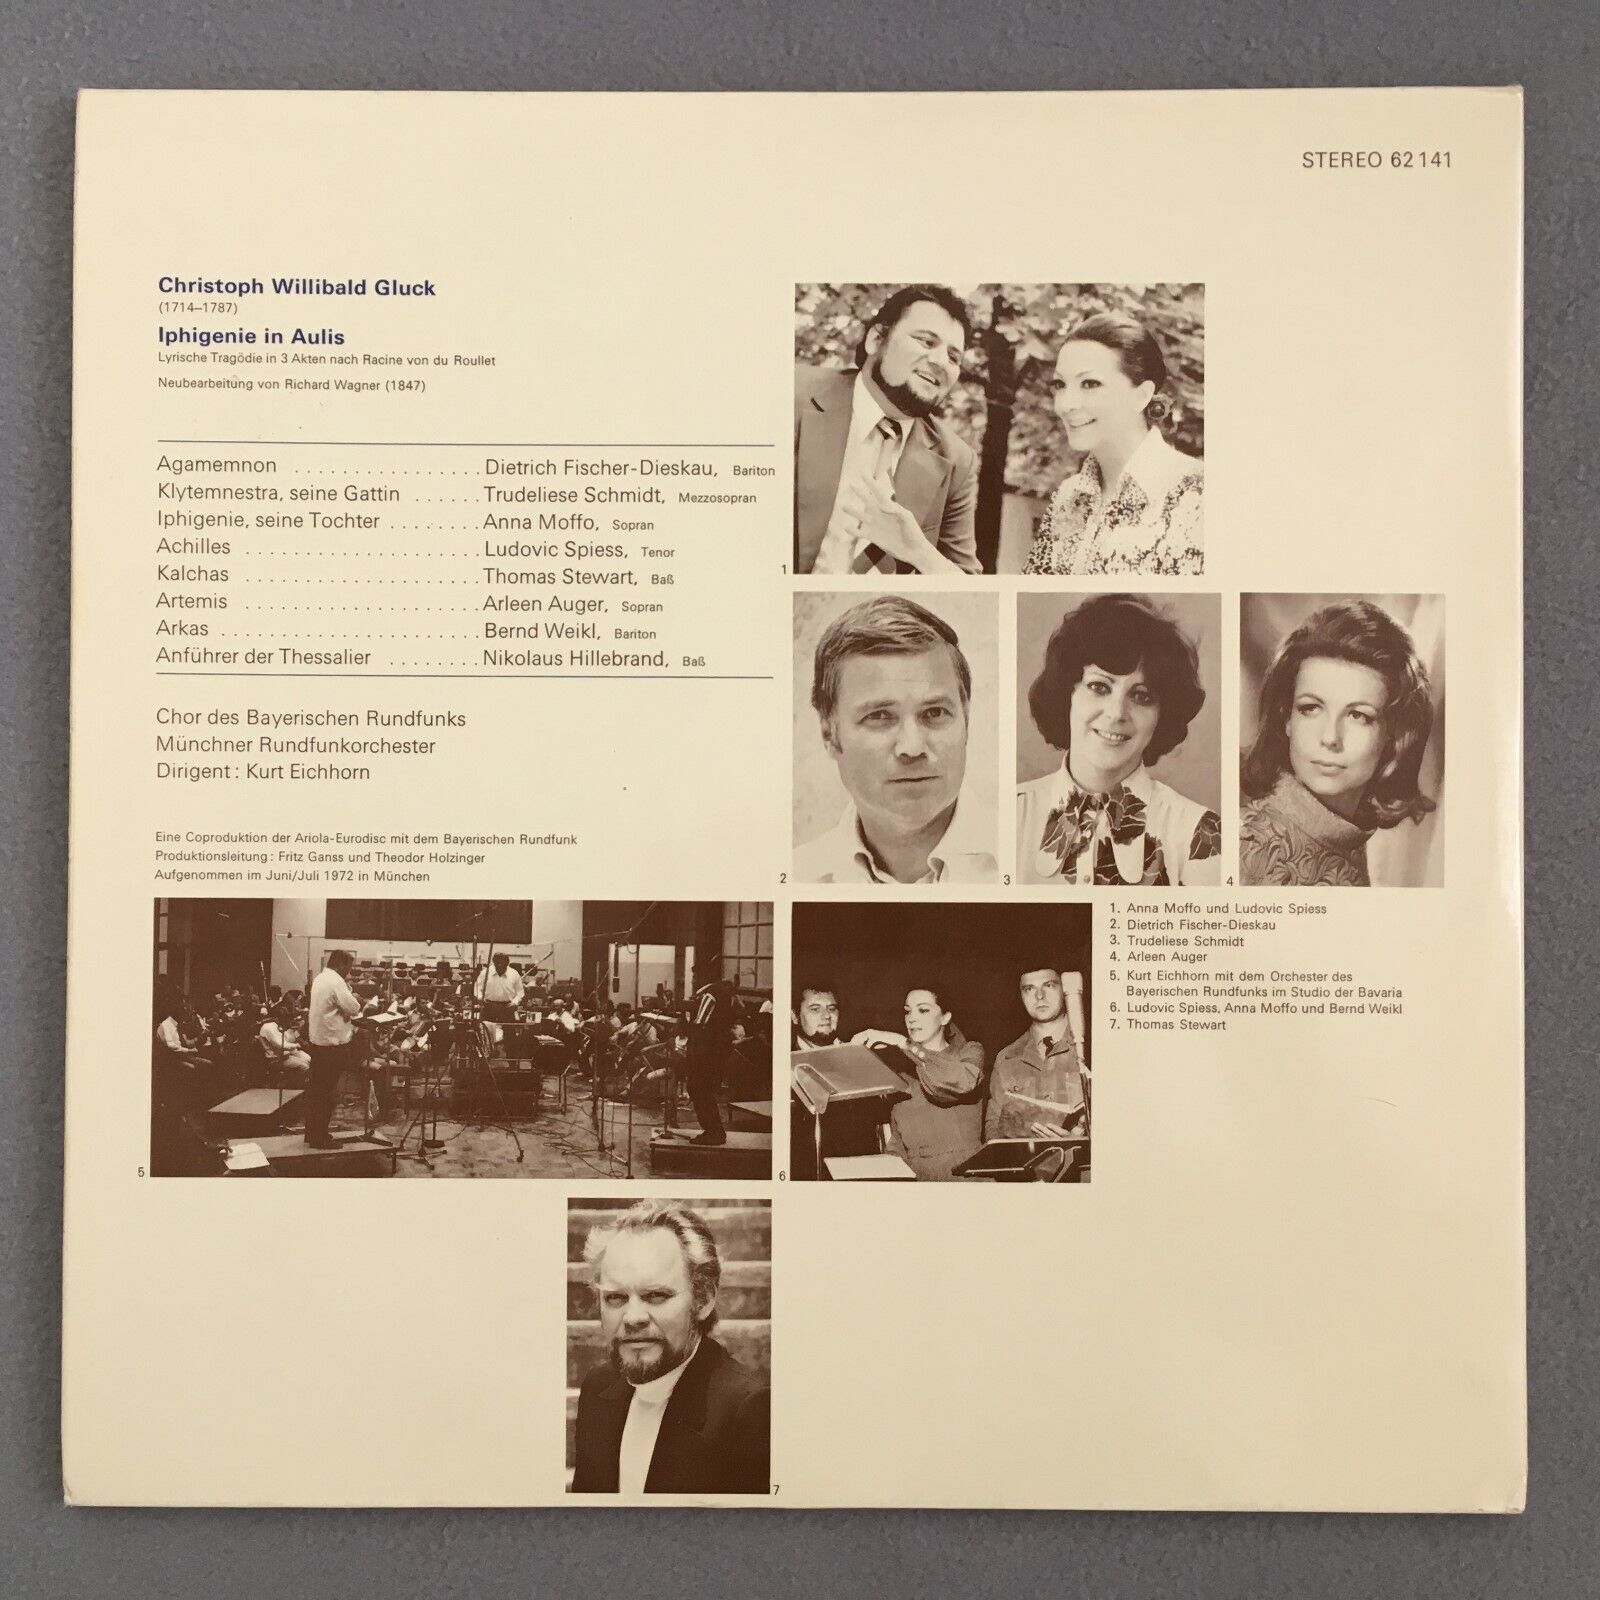 STEREO 62 141
Christoph Willibald Gluck
(1714–1787)
Iphigenie in Aulis
Lyrische Tragödie in 3 Akten nach Racine von du Roullet
Neubearbeitung von Richard Wagner (1847)
Agamemnon . . . . . . . . . . . . . . . . Dietrich Fischer-Dieskau, Bariton
Klytemnestra, seine Gattin . . . . . . Trudeliese Schmidt, Mezzosopran
Iphigenie, seine Tochter . . . . . . . . Anna Moffo, Sopran
Achilles . . . . . . . . . . . . . . . . . . . . Ludovic Spiess, Tenor
Kalchas . . . . . . . . . . . . . . . . . . . . Thomas Stewart, Baß
Artemis . . . . . . . . . . . . . . . . . . . . Arleen Auger, Sopran
Arkas . . . . . . . . . . . . . . . . . . . . . . Bernd Weikl, Bariton
Anführer der Thessalier . . . . . . . . Nikolaus Hillebrand, Baß
Chor des Bayerischen Rundfunks
Münchner Rundfunkorchester
Dirigent: Kurt Eichhorn
Eine Coproduktion der Ariola-Eurodisc mit dem Bayerischen Rundfunk
Produktionsleitung: Fritz Ganss und Theodor Holzinger
Aufgenommen im Juni/Juli 1972 in München
1
2
3
4
1. Anna Moffo und Ludovic Spiess
2. Dietrich Fischer-Dieskau
3. Trudeliese Schmidt
4. Arleen Auger
5. Kurt Eichhorn mit dem Orchester des
Bayerischen Rundfunks im Studio der Bavaria
6. Ludovic Spiess, Anna Moffo und Bernd Weikl
7. Thomas Stewart
5
6
7